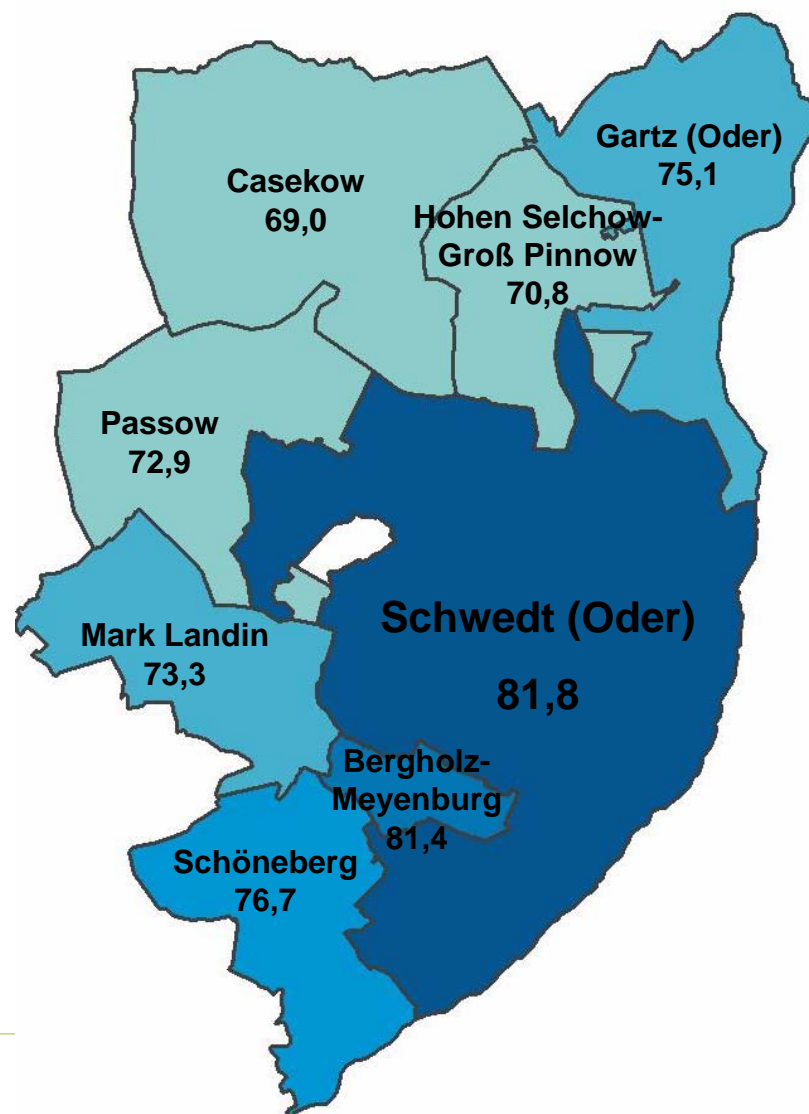 Gartz (Oder)
75,1
Casekow
69,0
Hohen Selchow-
Groß Pinnow
70,8
Passow
72,9
Schwedt (Oder)
81,8
Mark Landin
73,3
Bergholz-
Meyenburg
81,4
Schöneberg
76,7